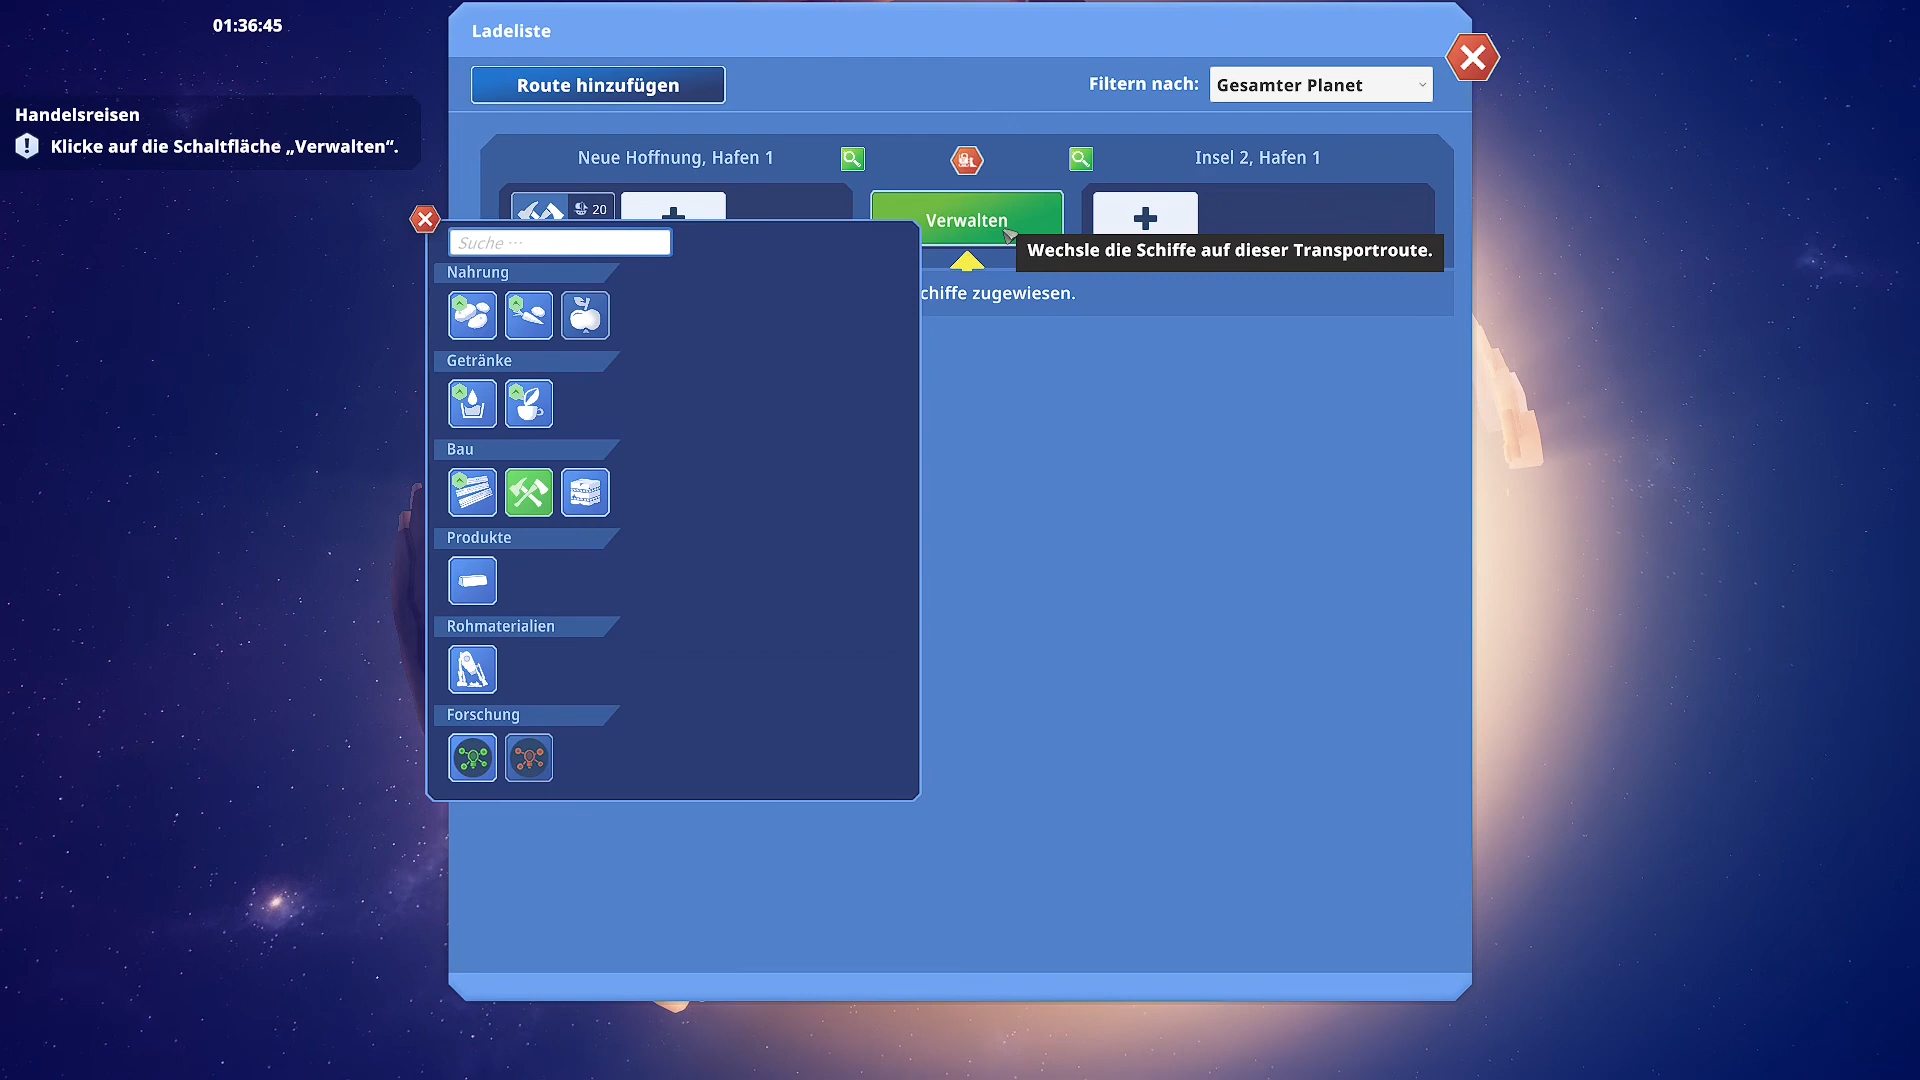 01:36:45
Ladeliste
Route hinzufügen
Filtern nach:
Gesamter Planet
Handelsreisen
Klicke auf die Schaltfläche „Verwalten“.
Neue Hoffnung, Hafen 1
Insel 2, Hafen 1
20
Verwalten
Wechsle die Schiffe auf dieser Transportroute.
Suche ...
chiffe zugewiesen.
Nahrung
Getränke
Bau
Produkte
Rohmaterialien
Forschung